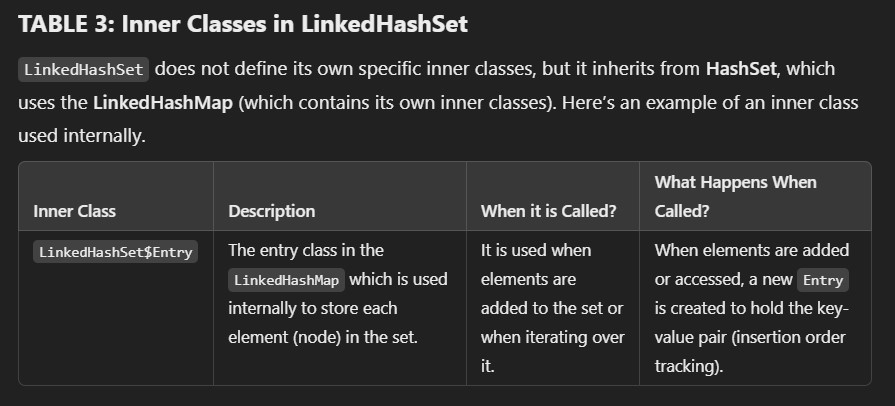 TABLE 3: Inner Classes in LinkedHashSet
LinkedHashSet does not define its own specific inner classes, but it inherits from HashSet, which
uses the LinkedHashMap (which contains its own inner classes). Here’s an example of an inner class
used internally.
Inner Class
Description
When it is Called?
What Happens When
Called?
LinkedHashSet$Entry
The entry class in the
LinkedHashMap which is used
internally to store each
element (node) in the set.
It is used when
elements are
added to the set or
when iterating over
it.
When elements are added
or accessed, a new Entry
is created to hold the key-
value pair (insertion order
tracking).